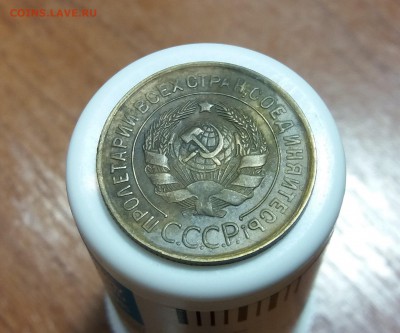 COINS.LAVE.RU
ПРОЛЕТАРИИ ВСЕХ СТРАН, СОЕДИНЯЙТЕСЬ!
С.С.С.Р.